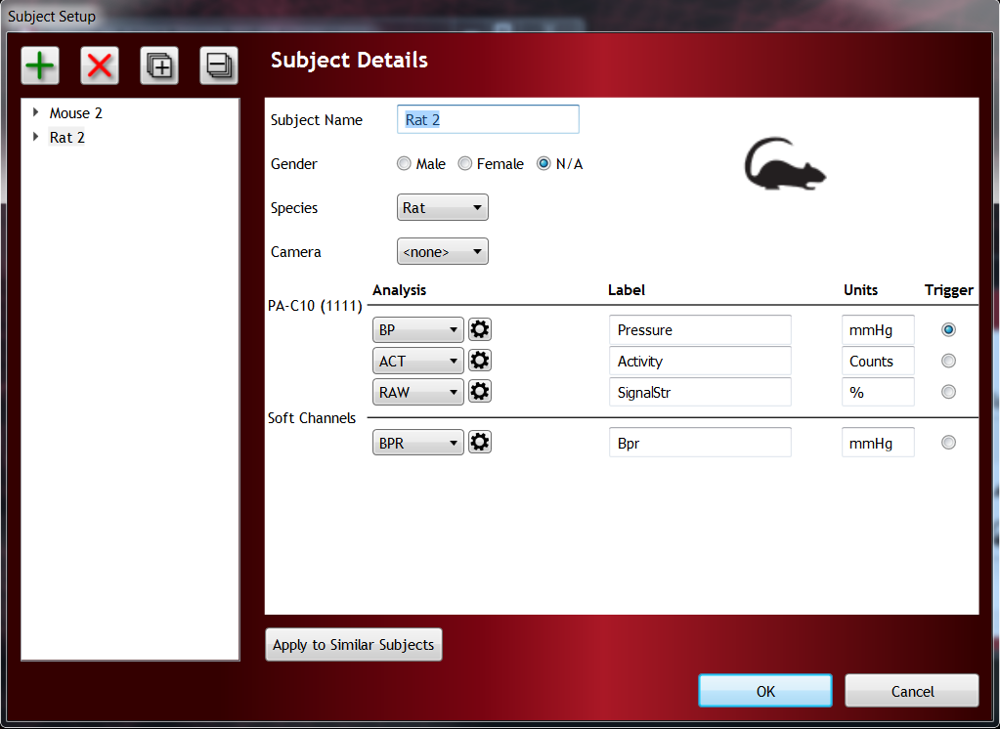 Subject Setup
Subject Details
Mouse 2
Rat 2
Subject Name Rat 2
Gender Male Female N/A
Species Rat
Camera <none>
Analysis Label Units Trigger
PA-C10 (1111)
BP Pressure mmHg
ACT Activity Counts
RAW SignalStr %
Soft Channels
BPR Bpr mmHg
Apply to Similar Subjects
OK Cancel